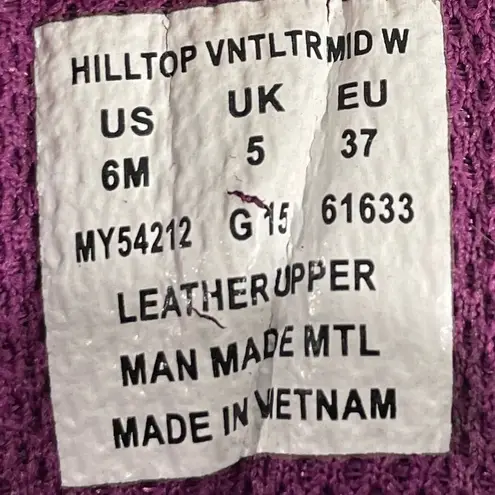 HILLTOP VNTLTR MID W
US UK EU
6M 5 37
MY54212 G 15 61633
LEATHER UPPER
MAN MADE MTL
MADE IN VIETNAM